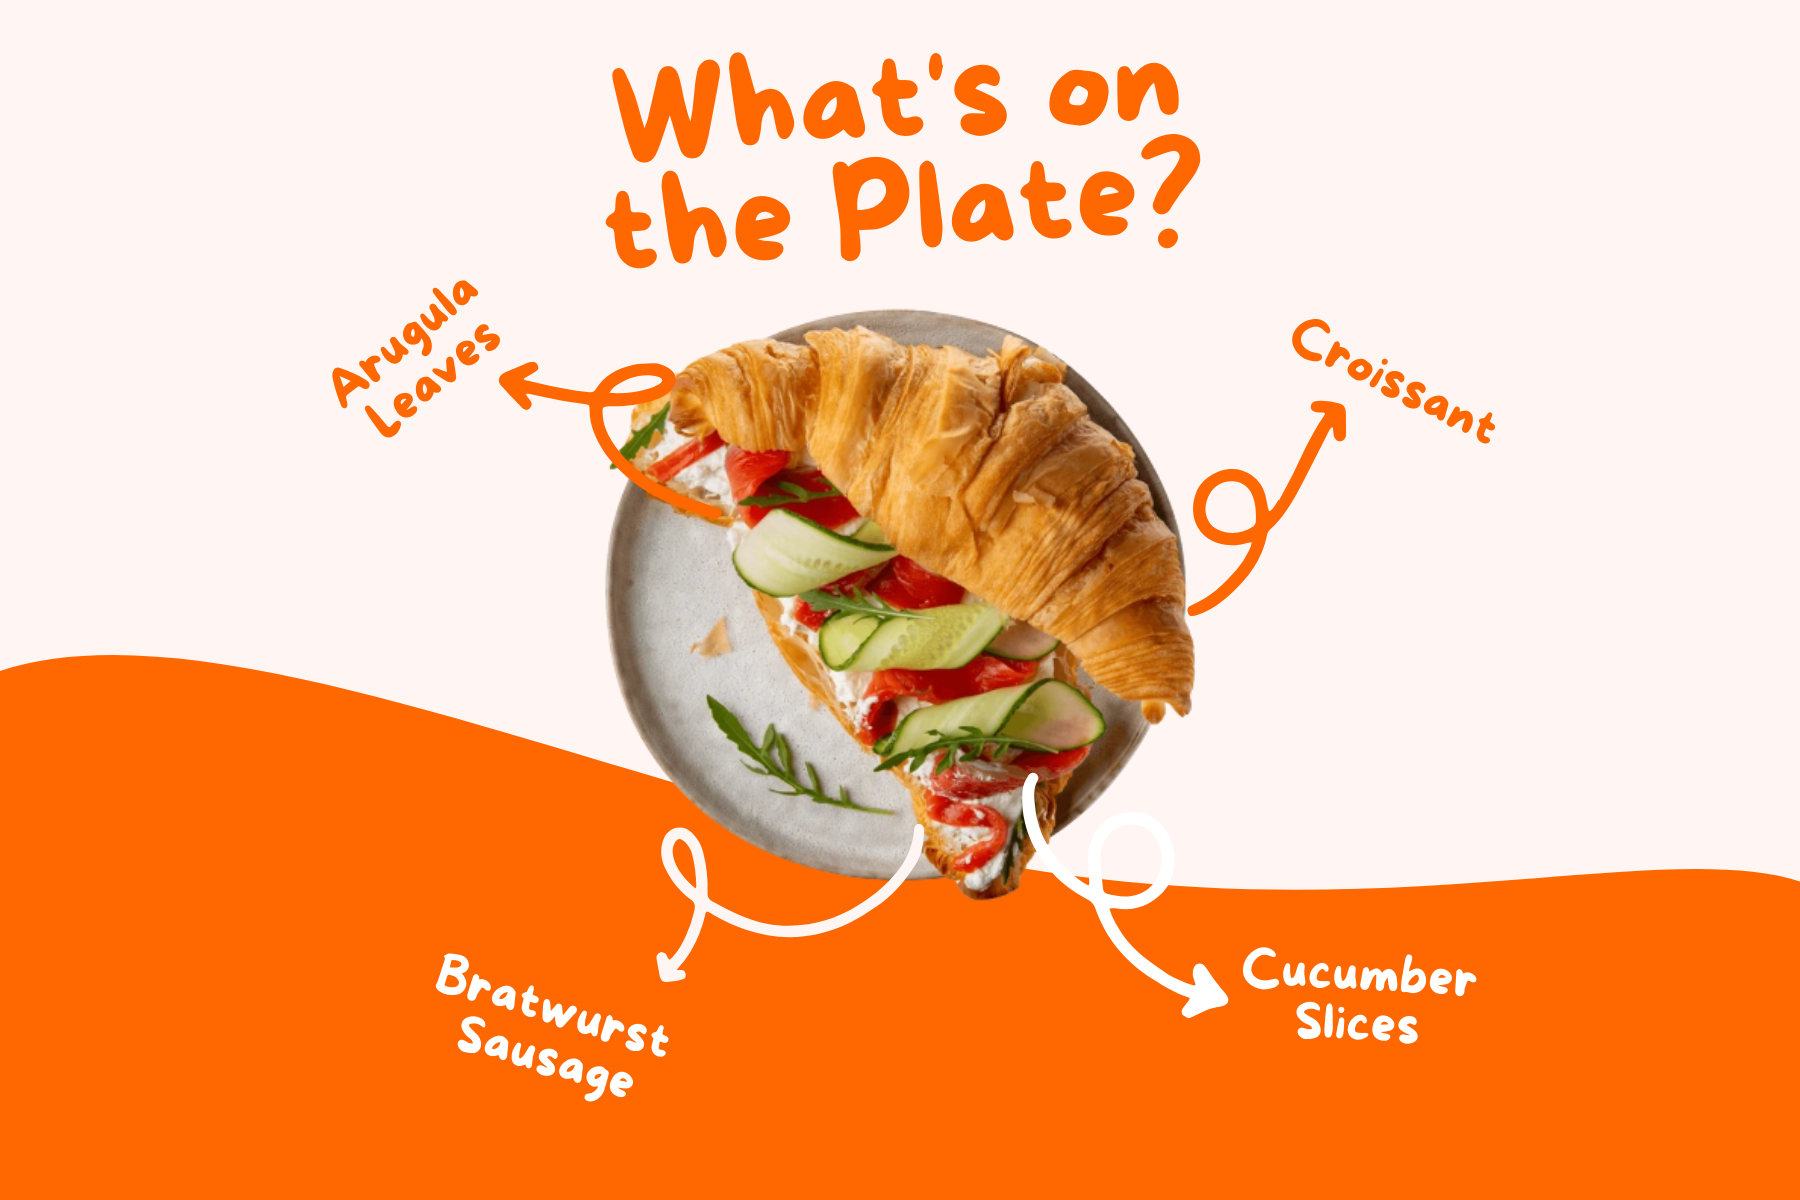 What's on
the Plate?
Arugula
Leaves
Croissant
Bratwurst
Sausage
Cucumber
Slices